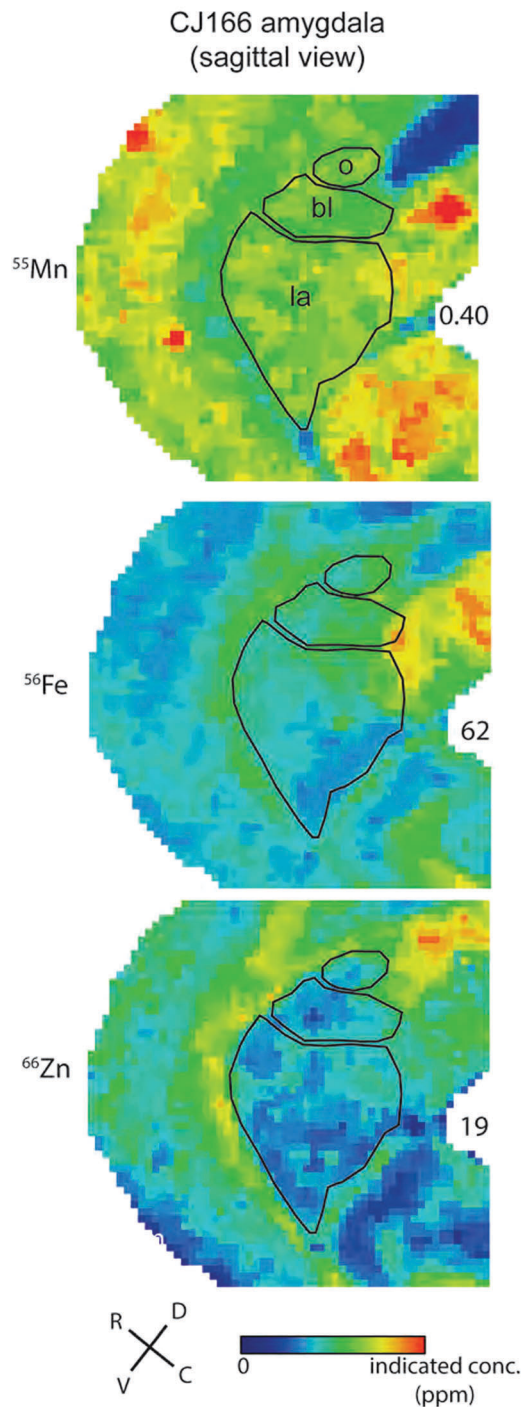 CJ166 amygdala
(sagittal view)
o
bl
⁵⁵Mn
la
0.40
⁵⁶Fe
62
⁶⁶Zn
19
R
D
V
C
0
indicated conc.
(ppm)